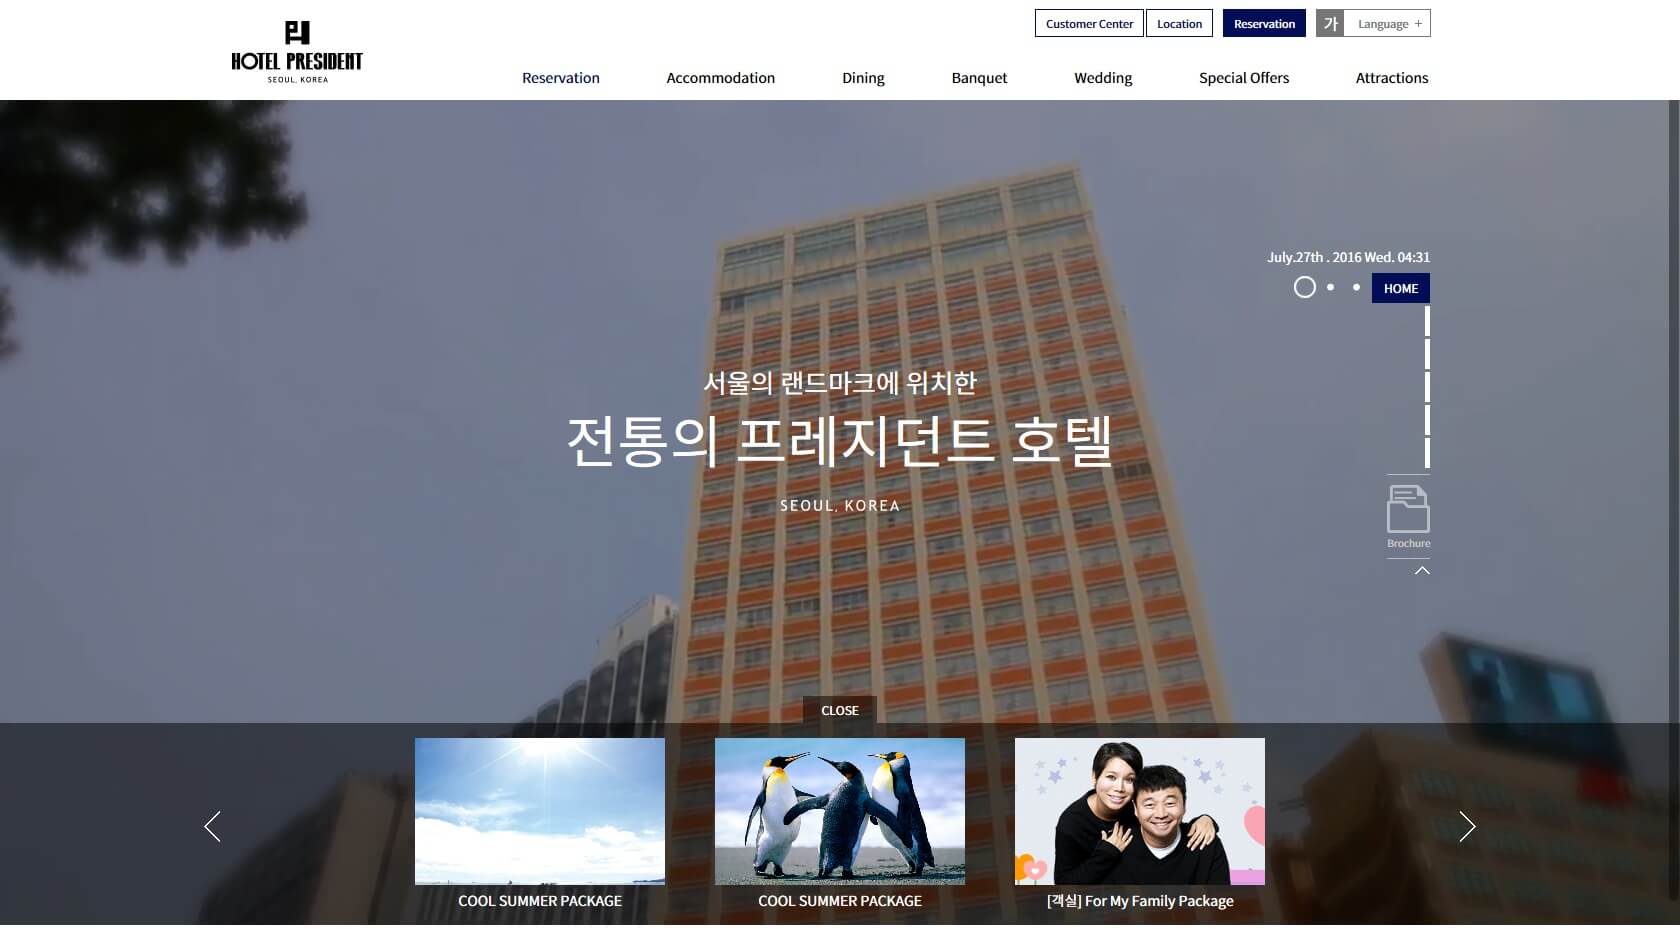 HOTEL PRESIDENT
SEOUL, KOREA
Customer Center
Location
Reservation
가
Language +
Reservation
Accommodation
Dining
Banquet
Wedding
Special Offers
Attractions
July.27th . 2016 Wed. 04:31
HOME
서울의 랜드마크에 위치한
전통의 프레지던트 호텔
SEOUL, KOREA
Brochure
CLOSE
COOL SUMMER PACKAGE
COOL SUMMER PACKAGE
[객실] For My Family Package